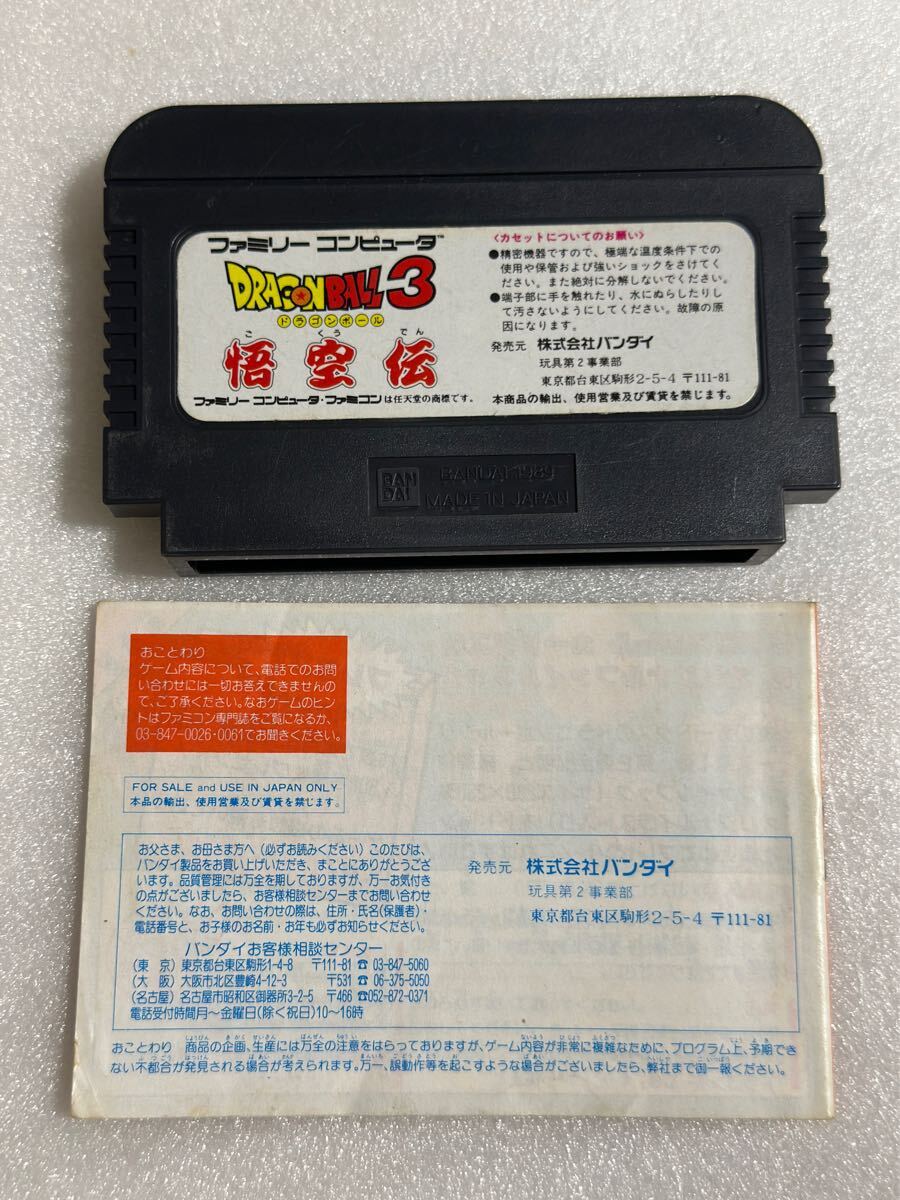 ファミリー コンピュータ™
DRAGON BALL 3
ドラゴンボール
ご くう でん
悟空伝
ファミリー コンピュータ・ファミコンは任天堂の商標です。
〈カセットについてのお願い〉
●精密機器ですので、極端な温度条件下での
使用や保管および強いショックをさけてく
ださい。また絶対に分解しないでください。
●端子部に手を触れたり、水にぬらしたりし
て汚さないようにしてください。故障の原
因になります。
発売元 株式会社バンダイ
玩具第2事業部
東京都台東区駒形2-5-4 〒111-81
本商品の輸出、使用営業及び賃貸を禁じます。
BAN
DAI
BANDAI 1989
MADE IN JAPAN
おことわり
ゲーム内容について、電話でのお問
い合わせには一切お答えできませんの
で、ご了承ください。なおゲームのヒン
トはファミコン専門誌をご覧になるか、
03-847-0026・0061でお聞きください。
FOR SALE and USE IN JAPAN ONLY
本品の輸出、使用営業及び賃貸を禁じます。
お父さま、お母さま方へ(必ずお読みください)このたびは、
バンダイ製品をお買い上げいただき、まことにありがとうござ
います。品質管理には万全を期しておりますが、万一お気付き
の点がございましたら、お客様相談センターまでお問い合わせ
ください。なお、お問い合わせの際は、住所・氏名(保護者)・
電話番号と、お子様のお名前・お年も必ずお知らせください。
バンダイお客様相談センター
(東 京) 東京都台東区駒形1-4-8 〒111-81 ☎ 03-847-5060
(大 阪) 大阪市北区豊崎4-12-3 〒531 ☎ 06-375-5050
(名古屋) 名古屋市昭和区御器所3-2-5 〒466 ☎052-872-0371
電話受付時間月〜金曜日(除く祝日)10〜16時
発売元 株式会社バンダイ
玩具第2事業部
東京都台東区駒形2-5-4 〒111-81
おことわり 商品の企画、生産には万全の注意をはらっておりますが、ゲーム内容が非常に複雑なために、プログラム上、予期でき
ない不都合が発見される場合が考えられます。万一、誤動作等を起こすような場合がございましたら、弊社まで御一報ください。